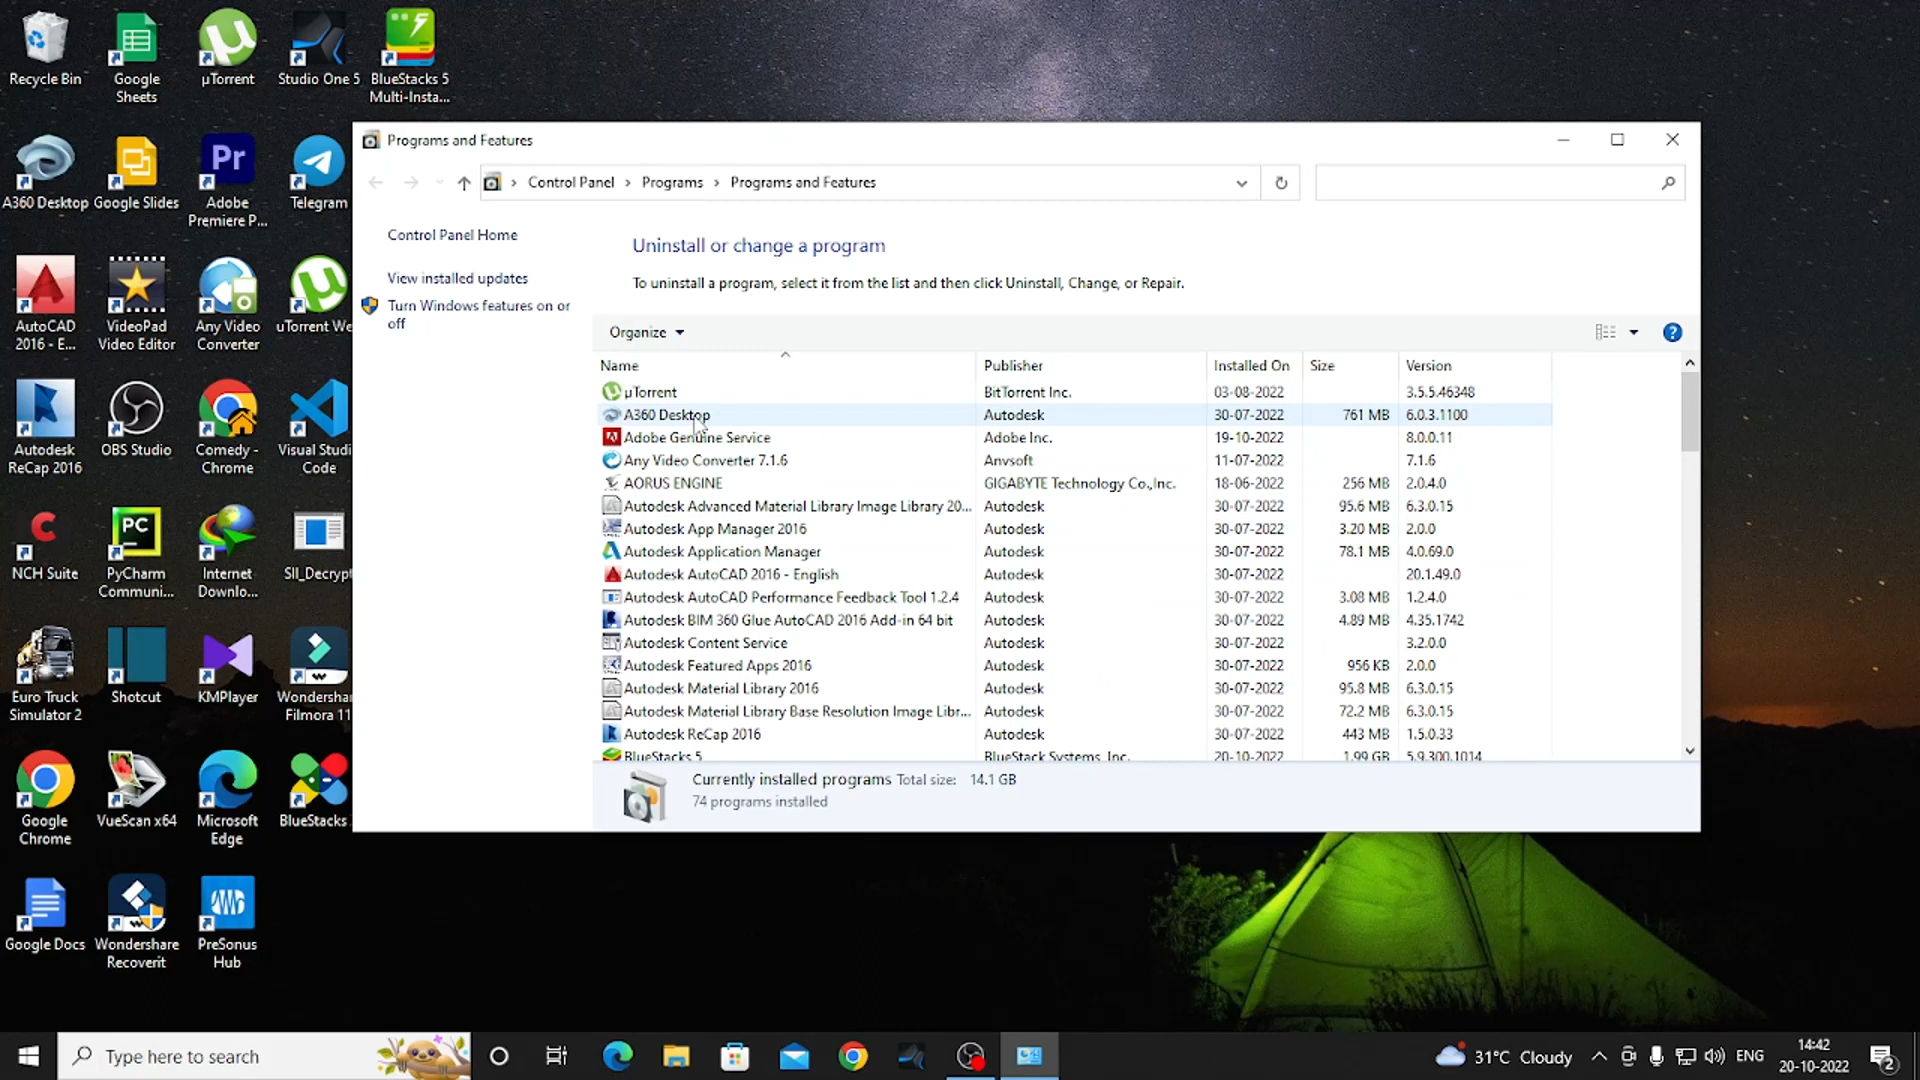 Recycle Bin
Google
Sheets
µTorrent
Studio One 5
BlueStacks 5
Multi-Insta...
A360 Desktop
Google Slides
Pr
Adobe
Premiere P...
Telegram
AutoCAD
2016 - E...
VideoPad
Video Editor
Any Video
Converter
uTorrent We
Autodesk
ReCap 2016
OBS Studio
Comedy -
Chrome
Visual Studi
Code
NCH Suite
PC
PyCharm
Communi...
Internet
Downlo...
SII_Decrypt
Euro Truck
Simulator 2
Shotcut
KMPlayer
Wondershar
Filmora 11
Google
Chrome
VueScan x64
Microsoft
Edge
BlueStacks
Google Docs
Wondershare
Recoverit
PreSonus
Hub
Programs and Features
Control Panel > Programs > Programs and Features
Control Panel Home
View installed updates
Turn Windows features on or
off
Uninstall or change a program
To uninstall a program, select it from the list and then click Uninstall, Change, or Repair.
Organize
Name Publisher Installed On Size Version
µTorrent BitTorrent Inc. 03-08-2022 3.5.5.46348
A360 Desktop Autodesk 30-07-2022 761 MB 6.0.3.1100
Adobe Genuine Service Adobe Inc. 19-10-2022 8.0.0.11
Any Video Converter 7.1.6 Anvsoft 11-07-2022 7.1.6
AORUS ENGINE GIGABYTE Technology Co.,Inc. 18-06-2022 256 MB 2.0.4.0
Autodesk Advanced Material Library Image Library 20... Autodesk 30-07-2022 95.6 MB 6.3.0.15
Autodesk App Manager 2016 Autodesk 30-07-2022 3.20 MB 2.0.0
Autodesk Application Manager Autodesk 30-07-2022 78.1 MB 4.0.69.0
Autodesk AutoCAD 2016 - English Autodesk 30-07-2022 20.1.49.0
Autodesk AutoCAD Performance Feedback Tool 1.2.4 Autodesk 30-07-2022 3.08 MB 1.2.4.0
Autodesk BIM 360 Glue AutoCAD 2016 Add-in 64 bit Autodesk 30-07-2022 4.89 MB 4.35.1742
Autodesk Content Service Autodesk 30-07-2022 3.2.0.0
Autodesk Featured Apps 2016 Autodesk 30-07-2022 956 KB 2.0.0
Autodesk Material Library 2016 Autodesk 30-07-2022 95.8 MB 6.3.0.15
Autodesk Material Library Base Resolution Image Libr... Autodesk 30-07-2022 72.2 MB 6.3.0.15
Autodesk ReCap 2016 Autodesk 30-07-2022 443 MB 1.5.0.33
BlueStacks 5 BlueStack Systems, Inc. 20-10-2022 1.99 GB 5.9.300.1014
Currently installed programs Total size: 14.1 GB
74 programs installed
Type here to search
31°C Cloudy
ENG
14:42
20-10-2022
2